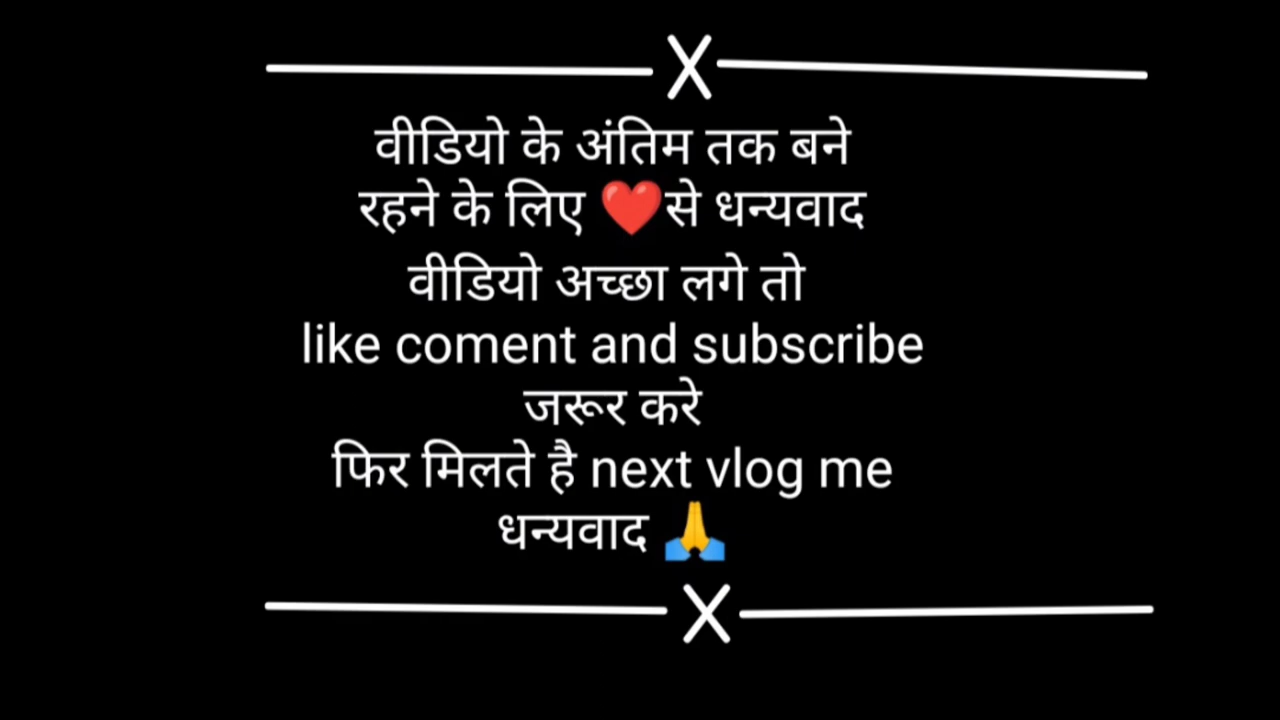 वीडियो के अंतिम तक बने
रहने के लिए ❤️से धन्यवाद
वीडियो अच्छा लगे तो
like coment and subscribe
जरूर करे
फिर मिलते है next vlog me
धन्यवाद 🙏